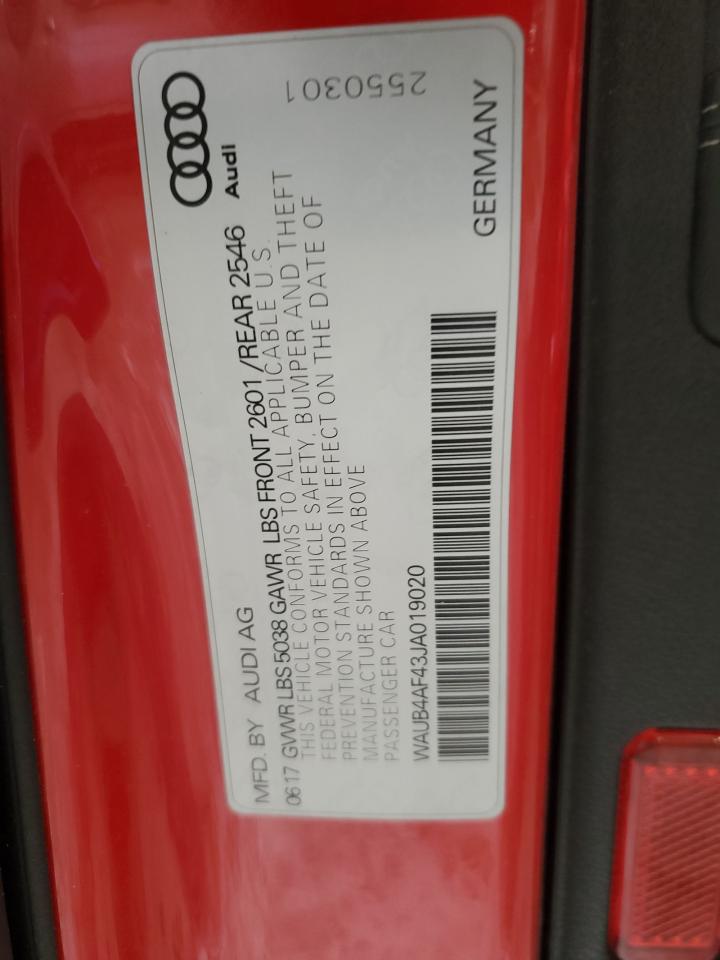 MFD. BY AUDI AG
Audi
0617 GVWR LBS 5038 GAWR LBS FRONT 2601 /REAR 2546
THIS VEHICLE CONFORMS TO ALL APPLICABLE U.S.
FEDERAL MOTOR VEHICLE SAFETY, BUMPER AND THEFT
PREVENTION STANDARDS IN EFFECT ON THE DATE OF
MANUFACTURE SHOWN ABOVE
PASSENGER CAR
2550301
WAUB4AF43JA019020
GERMANY